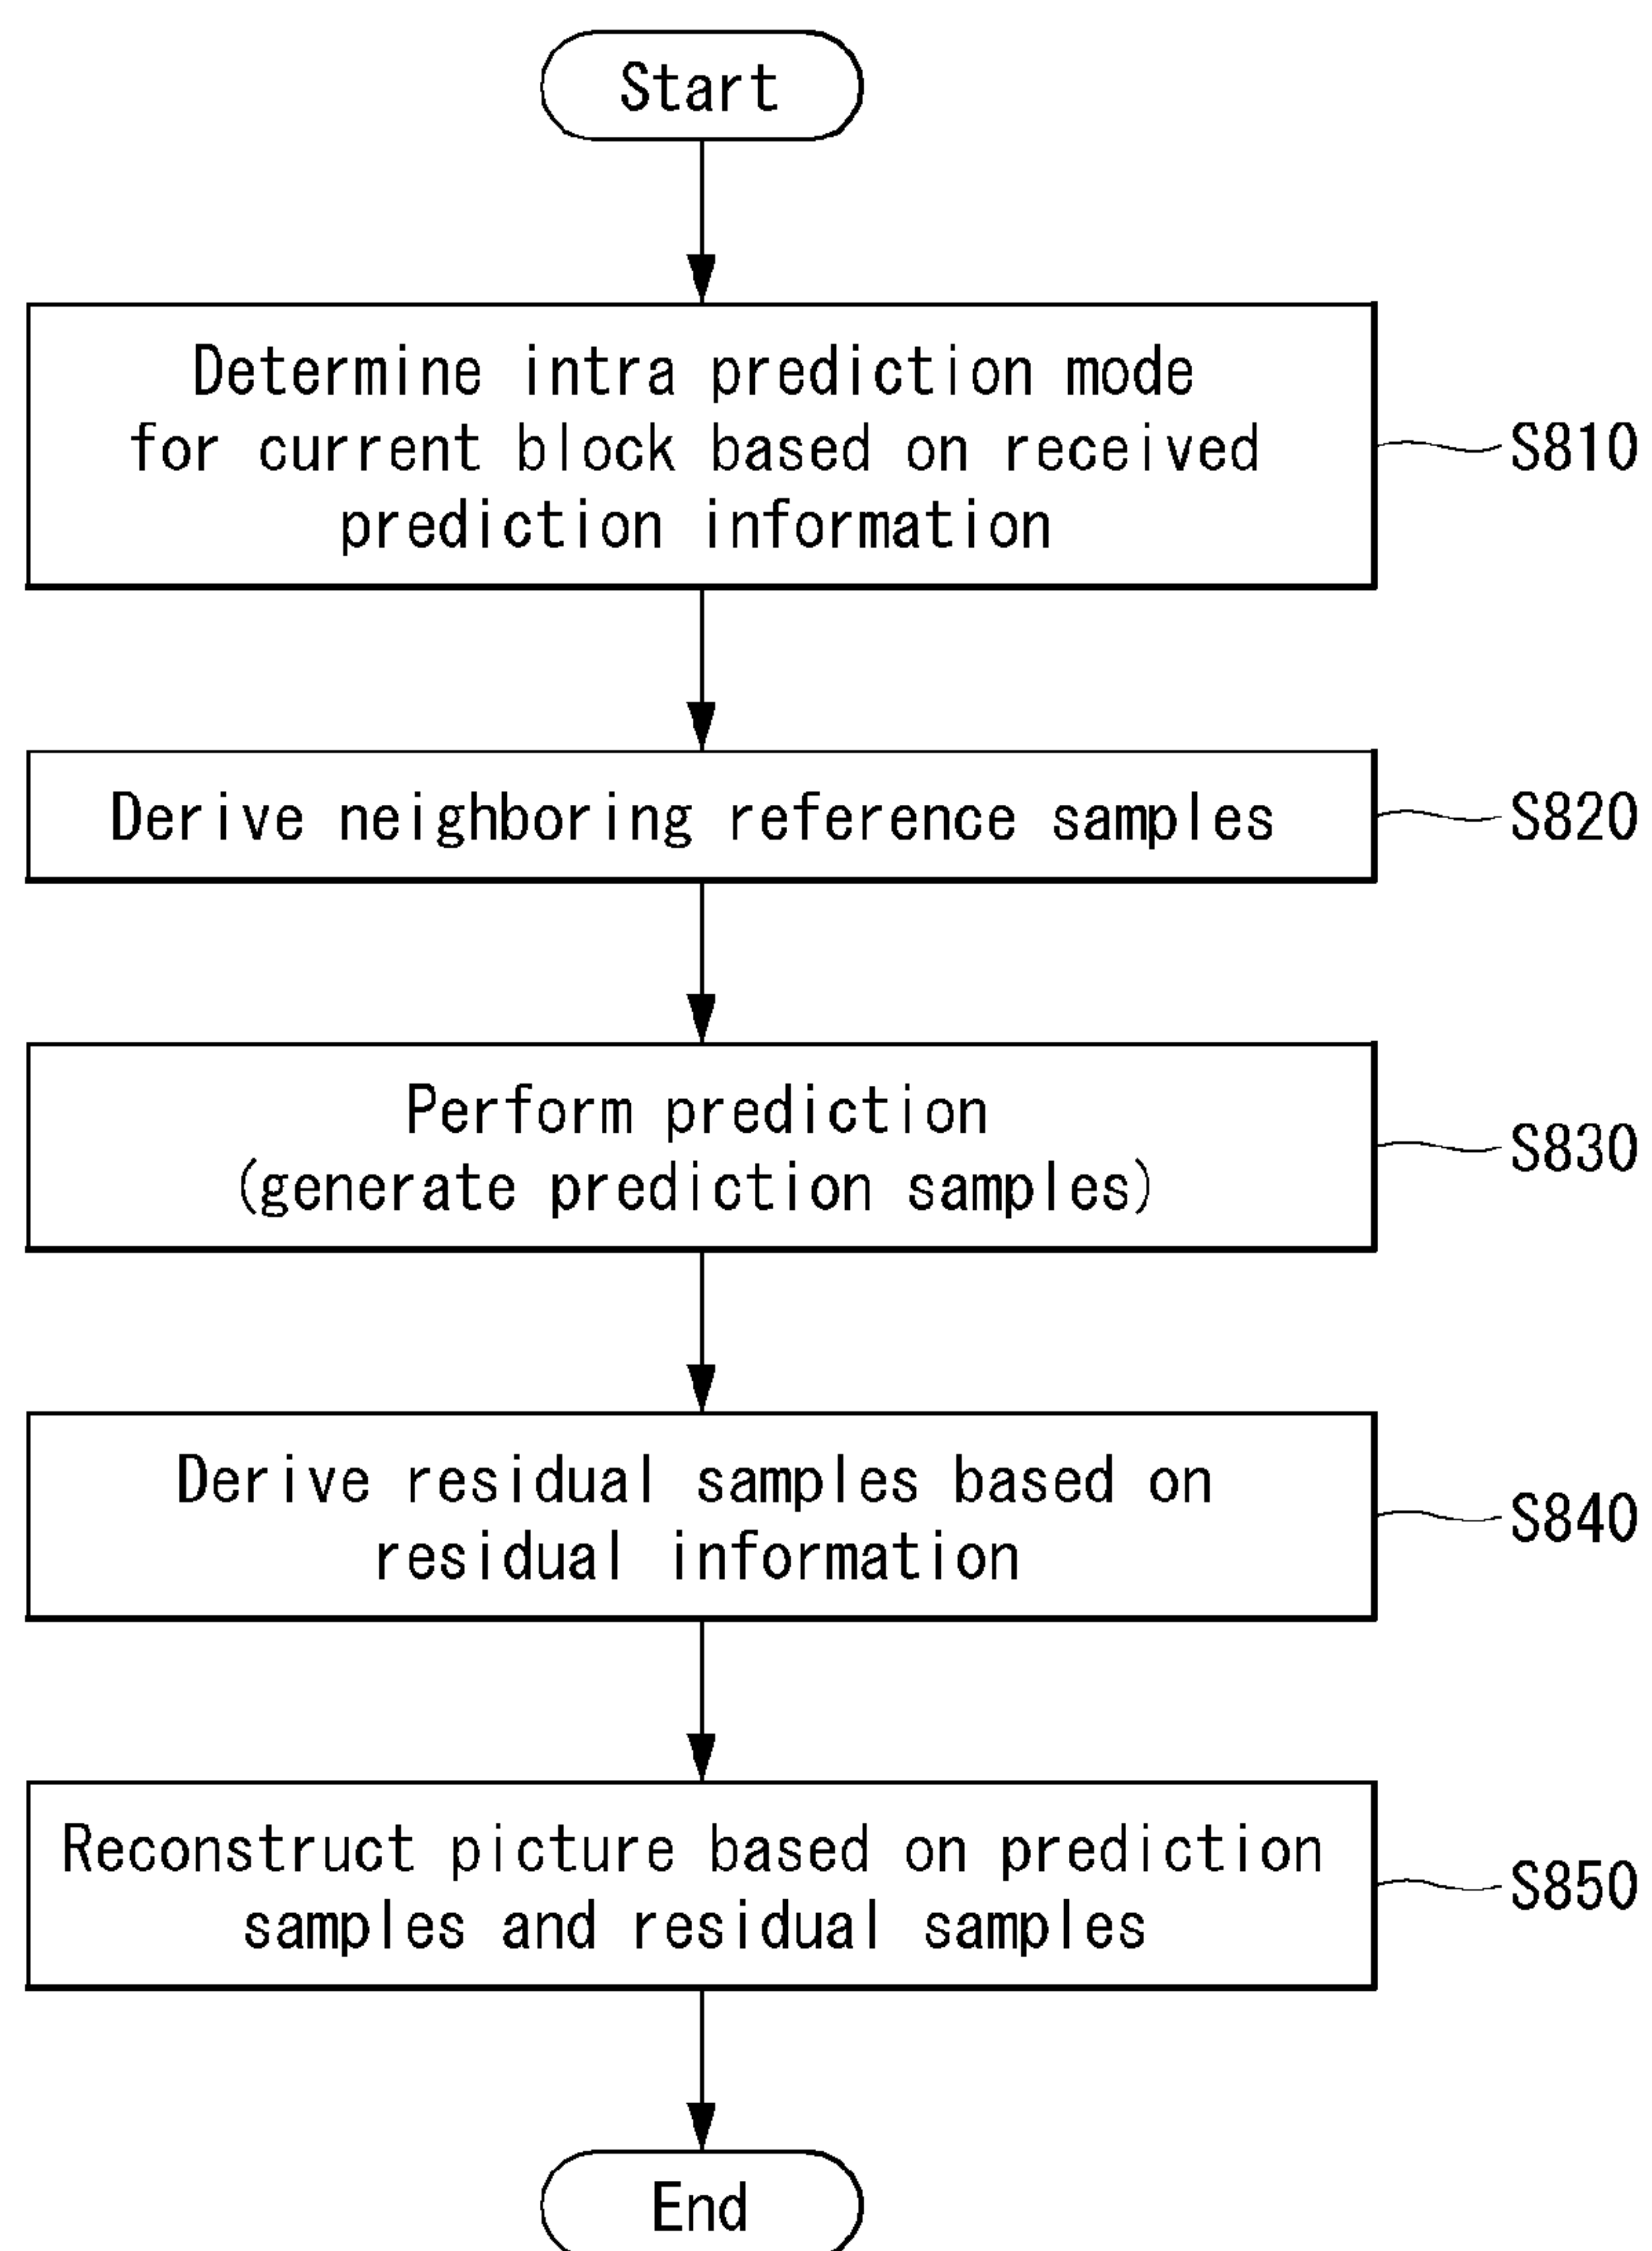 Start
Determine intra prediction mode
for current block based on received
prediction information
S810
Derive neighboring reference samples
S820
Perform prediction
(generate prediction samples)
S830
Derive residual samples based on
residual information
S840
Reconstruct picture based on prediction
samples and residual samples
S850
End